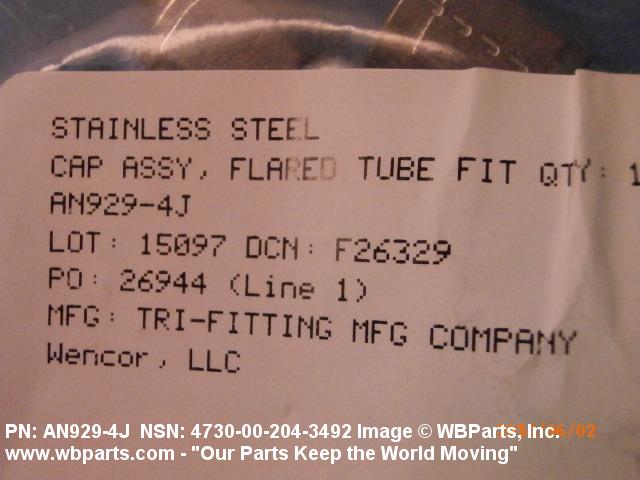 STAINLESS STEEL
CAP ASSY, FLARED TUBE FIT QTY: 1
AN929-4J
LOT: 15097 DCN: F26329
PO: 26944 (Line 1)
MFG: TRI-FITTING MFG COMPANY
Wencor, LLC
PN: AN929-4J NSN: 4730-00-204-3492 Image © WBParts, Inc.
www.wbparts.com - "Our Parts Keep the World Moving"